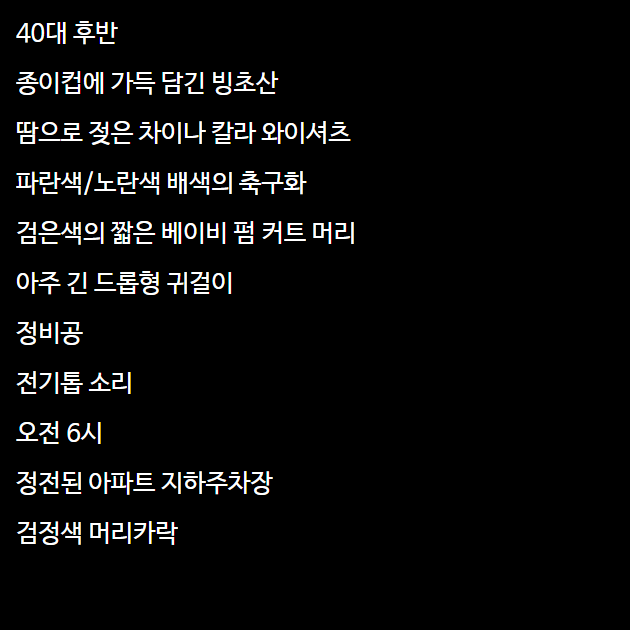 40대 후반
종이컵에 가득 담긴 빙초산
땀으로 젖은 차이나 칼라 와이셔츠
파란색/노란색 배색의 축구화
검은색의 짧은 베이비 펌 커트 머리
아주 긴 드롭형 귀걸이
정비공
전기톱 소리
오전 6시
정전된 아파트 지하주차장
검정색 머리카락